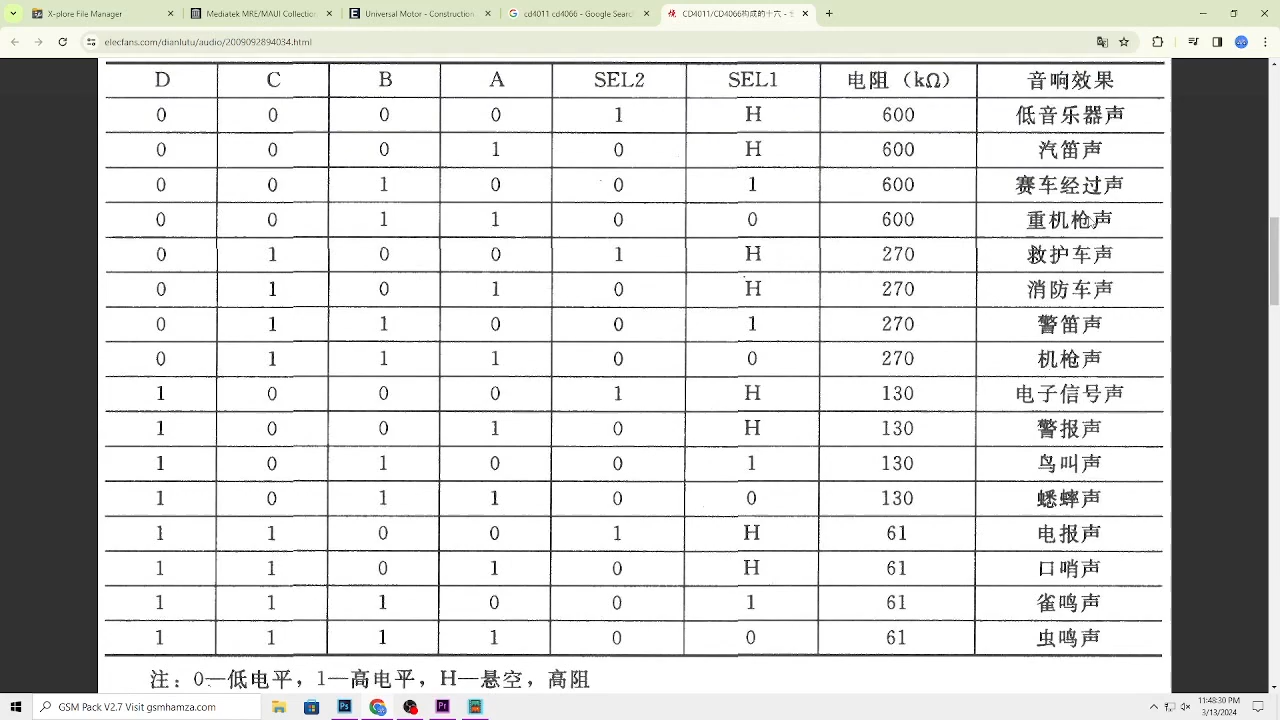 X-plore File Manager
Mediatek MRE/MAUI Collection
Universal Motor - Construction
cd4011 cd4066 - Google Search
CD4011/CD4066构成的十六 -
elecfans.com/dianlutu/audio/2009092894034.html
D C B A SEL2 SEL1 电阻（kΩ） 音响效果
0 0 0 0 1 H 600 低音乐器声
0 0 0 1 0 H 600 汽笛声
0 0 1 0 0 1 600 赛车经过声
0 0 1 1 0 0 600 重机枪声
0 1 0 0 1 H 270 救护车声
0 1 0 1 0 H 270 消防车声
0 1 1 0 0 1 270 警笛声
0 1 1 1 0 0 270 机枪声
1 0 0 0 1 H 130 电子信号声
1 0 0 1 0 H 130 警报声
1 0 1 0 0 1 130 鸟叫声
1 0 1 1 0 0 130 蟋蟀声
1 1 0 0 1 H 61 电报声
1 1 0 1 0 H 61 口哨声
1 1 1 0 0 1 61 雀鸣声
1 1 1 1 0 0 61 虫鸣声
注：0—低电平，1—高电平，H—悬空，高阻
GSM Pack V2.7 Visit gsmhamza.com
11:48:30 PM
3/13/2024